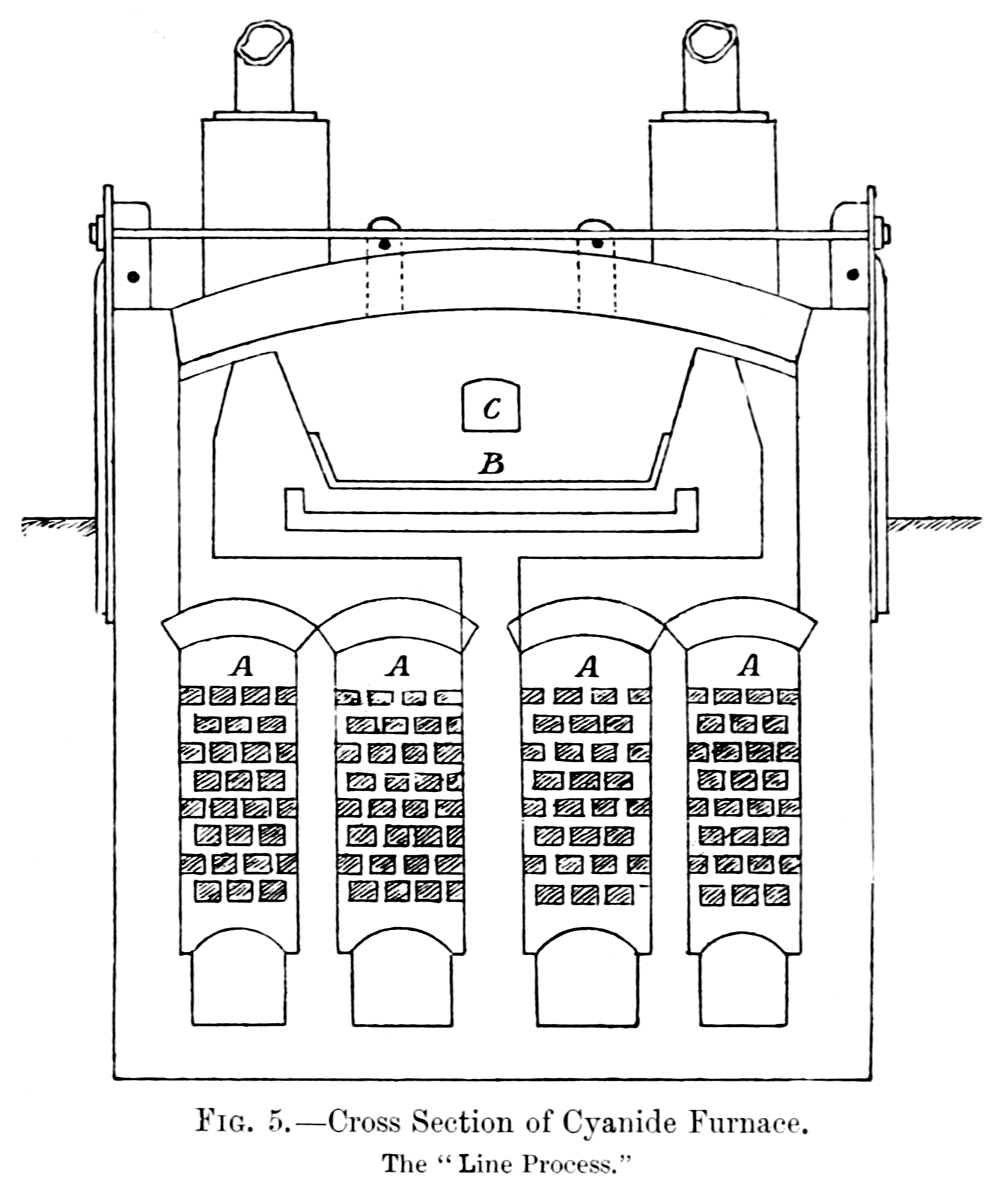 C
B
A A A A
FIG. 5.—Cross Section of Cyanide Furnace.
The “ Line Process.”